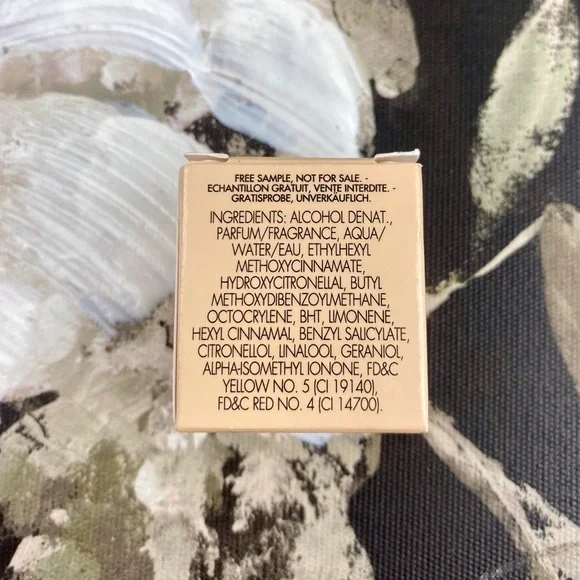 FREE SAMPLE, NOT FOR SALE. -
ECHANTILLON GRATUIT, VENTE INTERDITE. -
GRATISPROBE, UNVERKÄUFLICH.
INGREDIENTS: ALCOHOL DENAT.,
PARFUM/FRAGRANCE, AQUA/
WATER/EAU, ETHYLHEXYL
METHOXYCINNAMATE,
HYDROXYCITRONELLAL, BUTYL
METHOXYDIBENZOYLMETHANE,
OCTOCRYLENE, BHT, LIMONENE,
HEXYL CINNAMAL, BENZYL SALICYLATE,
CITRONELLOL, LINALOOL, GERANIOL,
ALPHA-ISOMETHYL IONONE, FD&C
YELLOW NO. 5 (CI 19140),
FD&C RED NO. 4 (CI 14700).